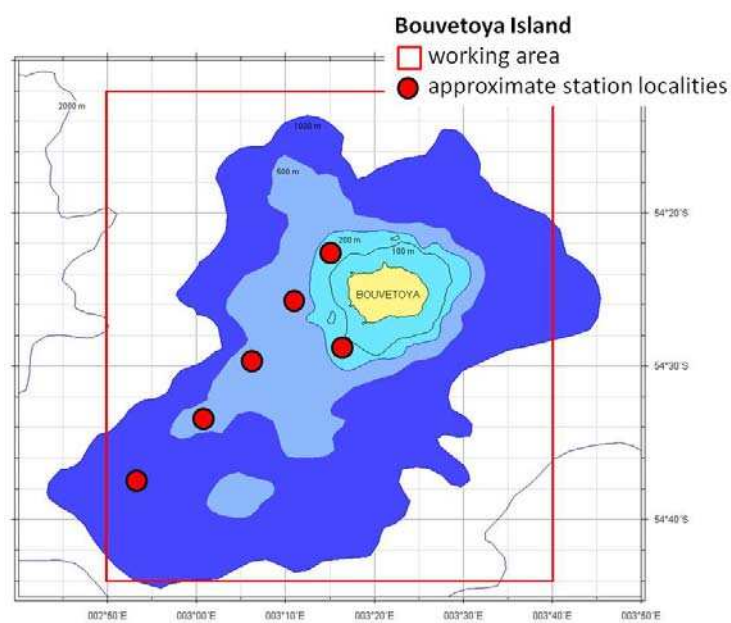 Bouvetoya Island
working area
approximate station localities
2000 m
1000 m
500 m
200 m
100 m
BOUVETOYA
54°20'S
54°30'S
54°40'S
002°50'E
003°00'E
003°10'E
003°20'E
003°30'E
003°40'E
003°50'E